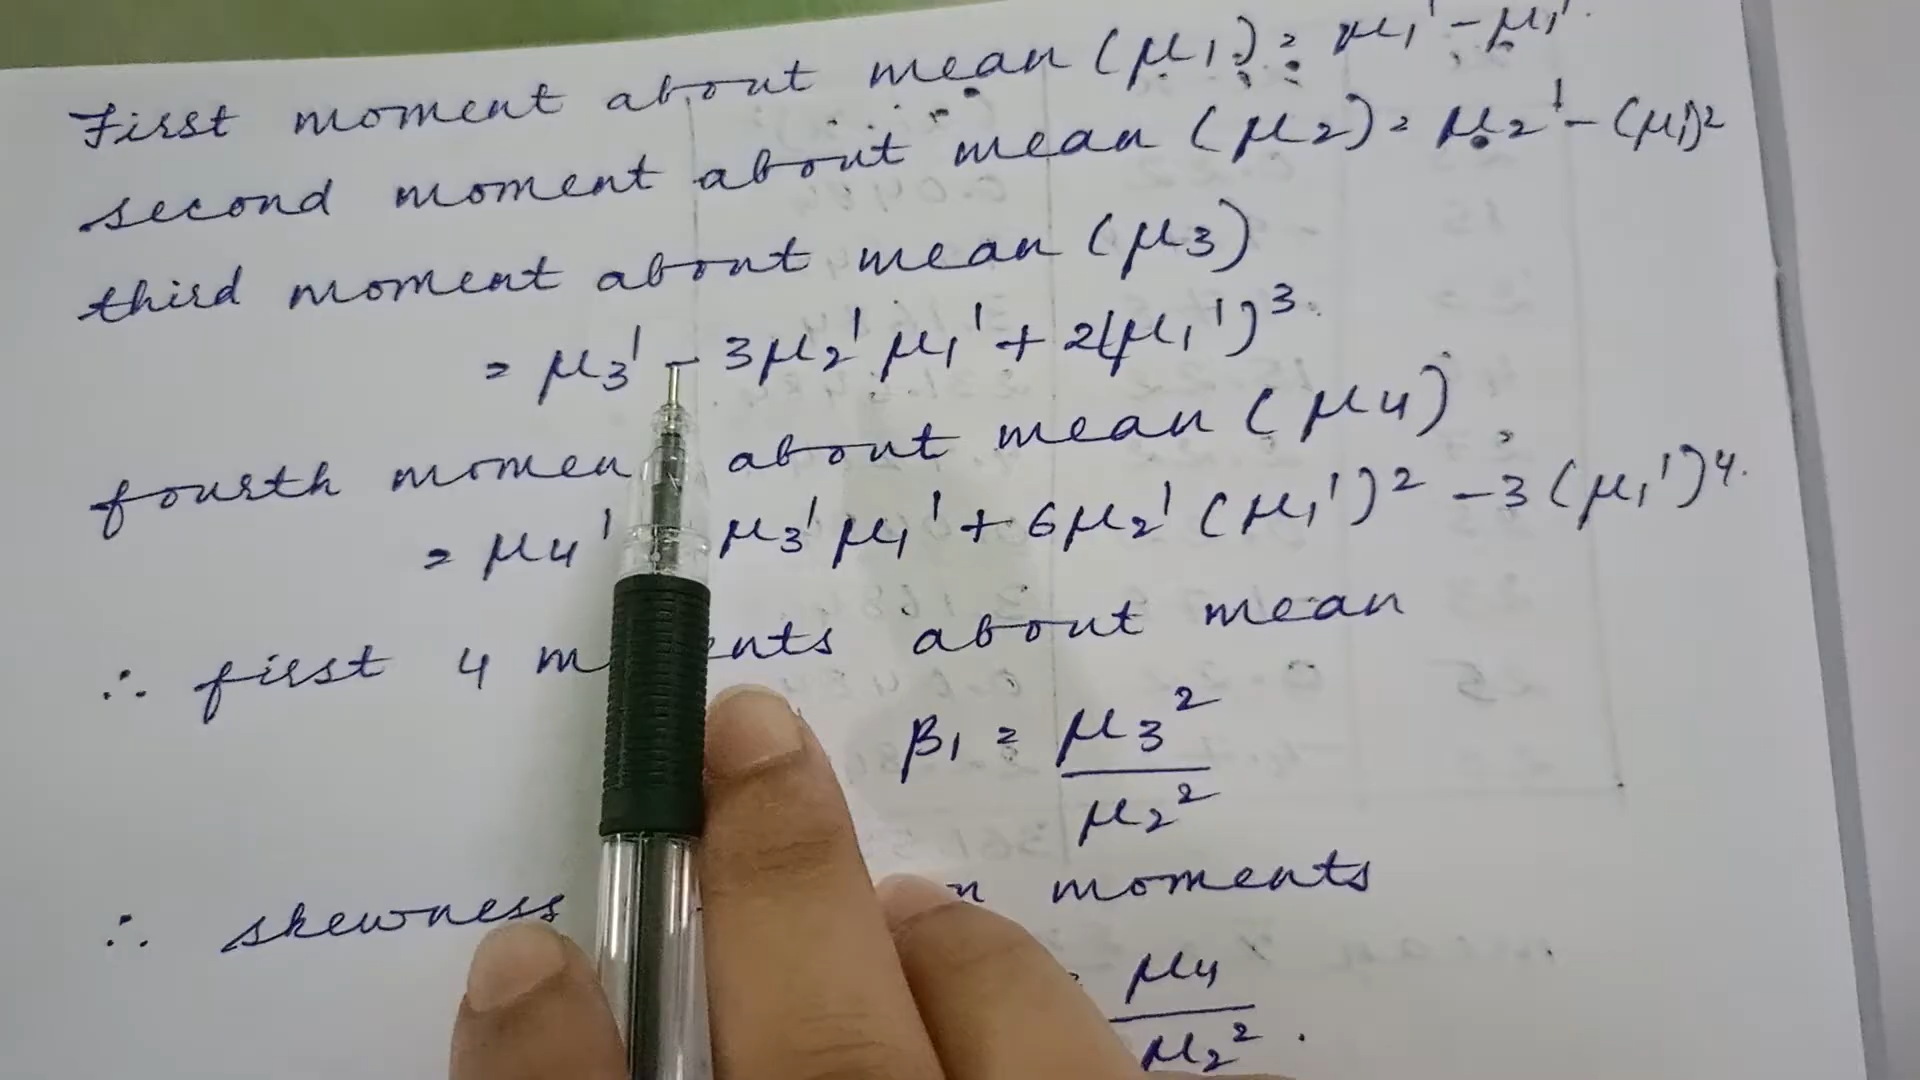 First moment about mean (μ1) = μ1' - μ1'.
second moment about mean (μ2) = μ2' - (μ1)²
third moment about mean (μ3)
= μ3' - 3μ2' μ1' + 2(μ1')³.
fourth momen about mean (μ4)
= μ4' μ3' μ1' + 6μ2' (μ1')² - 3(μ1')⁴.
∴ first 4 m ents about mean
β1 = μ3² / μ2²
∴ skewness n moments
μ4 / μ2² .